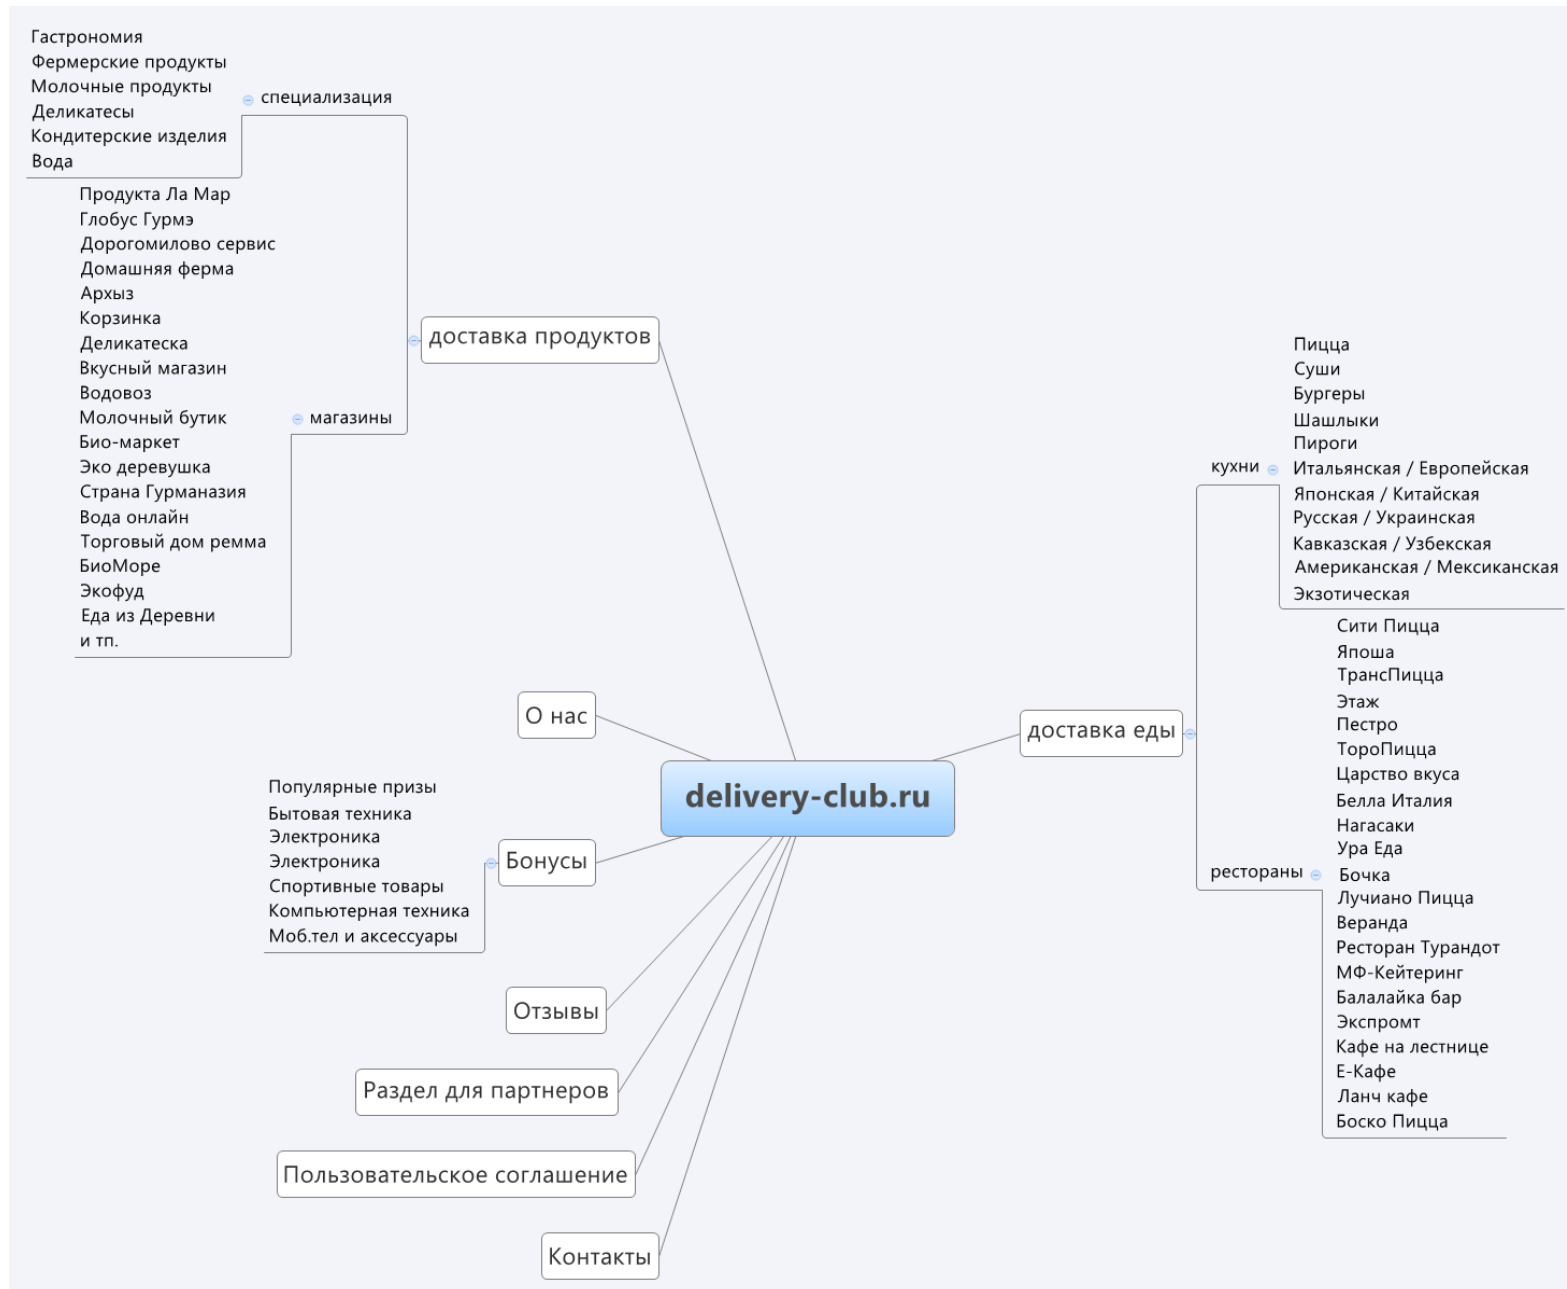 Гастрономия
Фермерские продукты
Молочные продукты
Деликатесы
Кондитерские изделия
Вода
специализация
Продукта Ла Мар
Глобус Гурмэ
Дорогомилово сервис
Домашняя ферма
Архыз
Корзинка
Деликатеска
Вкусный магазин
Водовоз
Молочный бутик
Био-маркет
Эко деревушка
Страна Гурманазия
Вода онлайн
Торговый дом ремма
БиоМоре
Экофуд
Еда из Деревни
и тп.
магазины
доставка продуктов
О нас
Популярные призы
Бытовая техника
Электроника
Электроника
Спортивные товары
Компьютерная техника
Моб.тел и аксессуары
Бонусы
Отзывы
Раздел для партнеров
Пользовательское соглашение
Контакты
delivery-club.ru
доставка еды
кухни
Пицца
Суши
Бургеры
Шашлыки
Пироги
Итальянская / Европейская
Японская / Китайская
Русская / Украинская
Кавказская / Узбекская
Американская / Мексиканская
Экзотическая
рестораны
Сити Пицца
Япоша
ТрансПицца
Этаж
Пестро
ТороПицца
Царство вкуса
Белла Италия
Нагасаки
Ура Еда
Бочка
Лучиано Пицца
Веранда
Ресторан Турандот
МФ-Кейтеринг
Балалайка бар
Экспромт
Кафе на лестнице
Е-Кафе
Ланч кафе
Боско Пицца